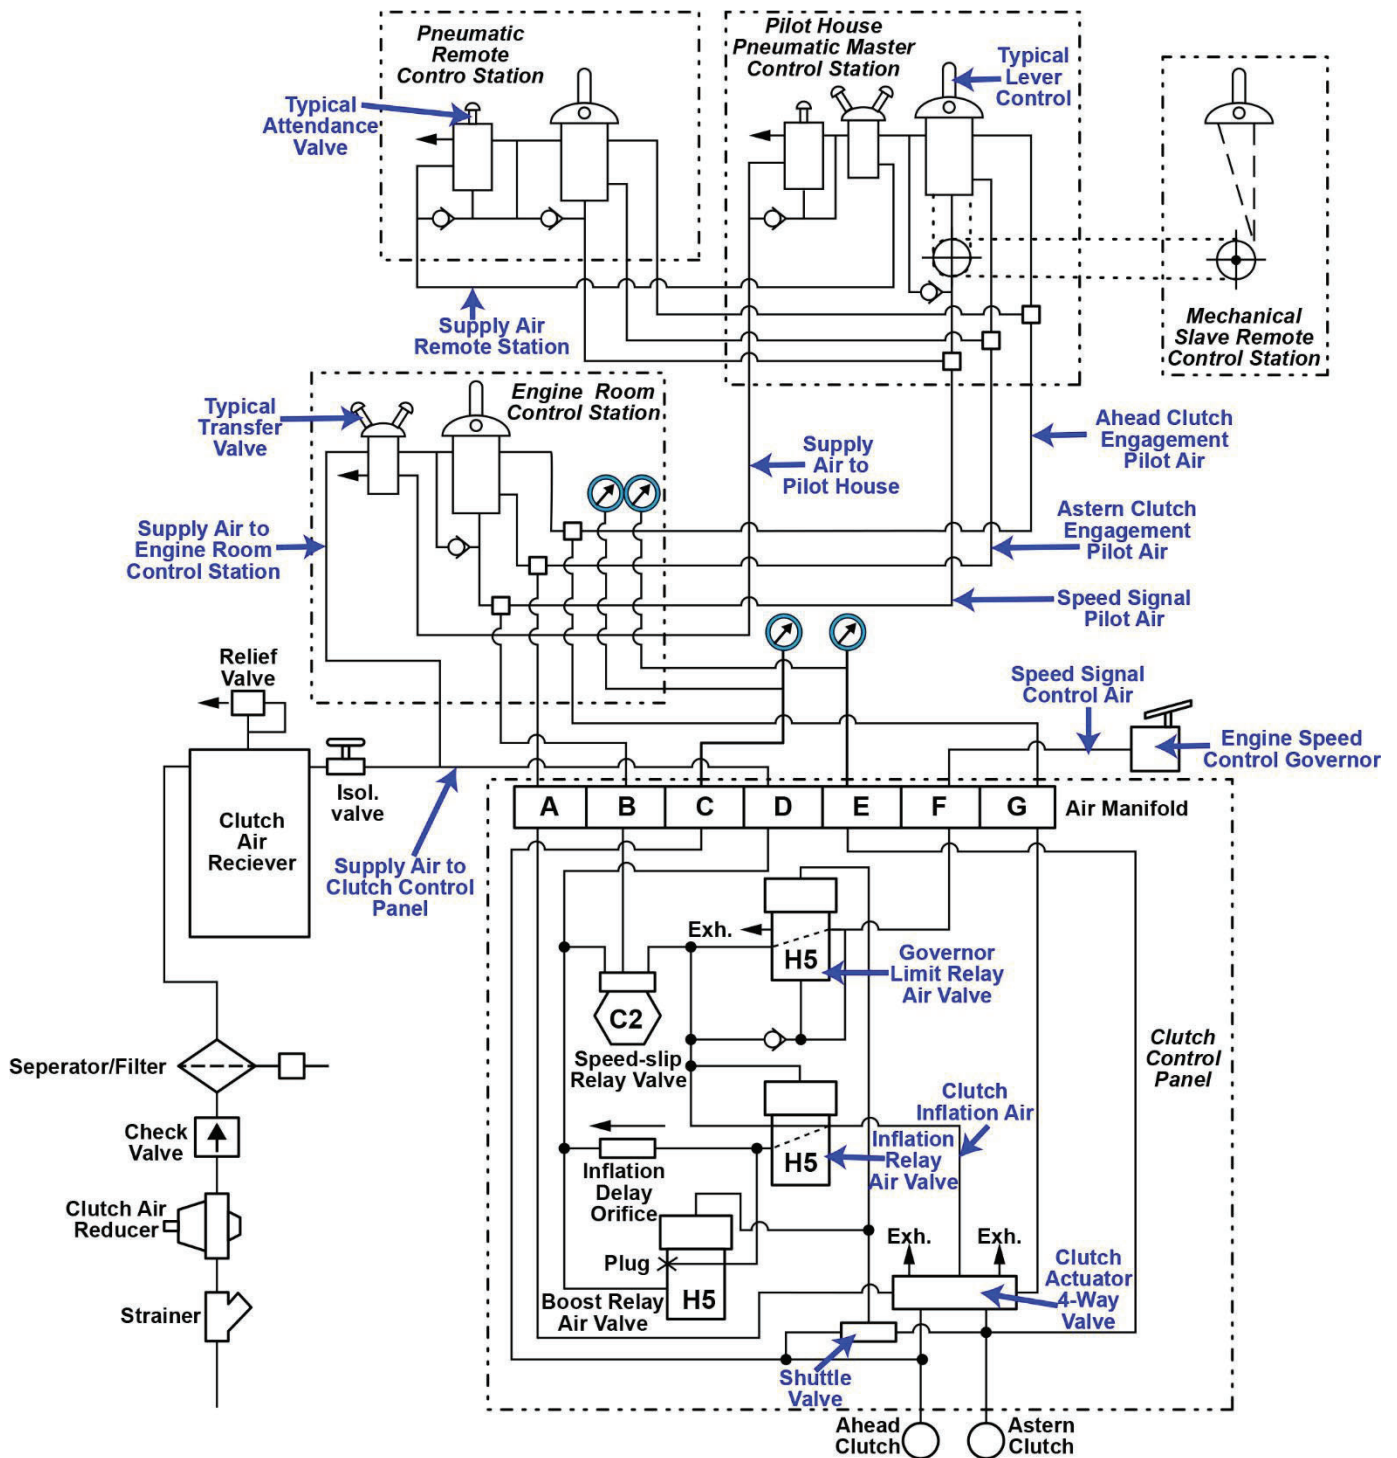 Pneumatic
Remote
Contro Station
Pilot House
Pneumatic Master
Control Station
Typical
Lever
Control
Typical
Attendance
Valve
Supply Air
Remote Station
Mechanical
Slave Remote
Control Station
Engine Room
Control Station
Typical
Transfer
Valve
Supply
Air to
Pilot House
Ahead Clutch
Engagement
Pilot Air
Supply Air to
Engine Room
Control Station
Astern Clutch
Engagement
Pilot Air
Speed Signal
Pilot Air
Relief
Valve
Speed Signal
Control Air
Engine Speed
Control Governor
Isol.
valve
Clutch
Air
Reciever
Supply Air to
Clutch Control
Panel
A B C D E F G
Air Manifold
Exh.
H5
Governor
Limit Relay
Air Valve
C2
Speed-slip
Relay Valve
Clutch
Control
Panel
Seperator/Filter
Clutch
Inflation Air
Check
Valve
Inflation
Delay
Orifice
H5
Inflation
Relay
Air Valve
Clutch Air
Reducer
Plug
H5
Boost Relay
Air Valve
Exh.
Exh.
Clutch
Actuator
4-Way
Valve
Strainer
Shuttle
Valve
Ahead
Clutch
Astern
Clutch